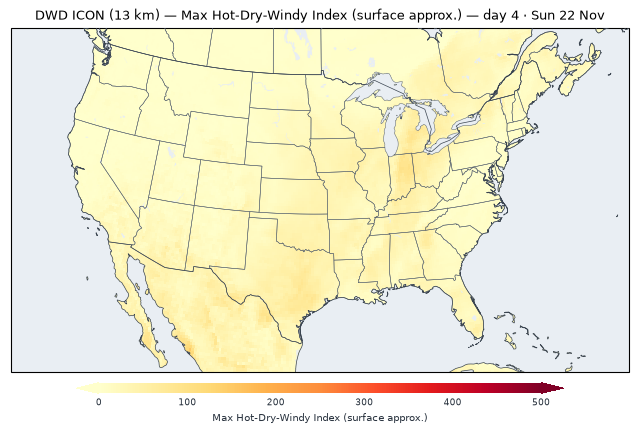 DWD ICON (13 km) — Max Hot-Dry-Windy Index (surface approx.) — day 4 · Sun 22 Nov
0 100 200 300 400 500
Max Hot-Dry-Windy Index (surface approx.)